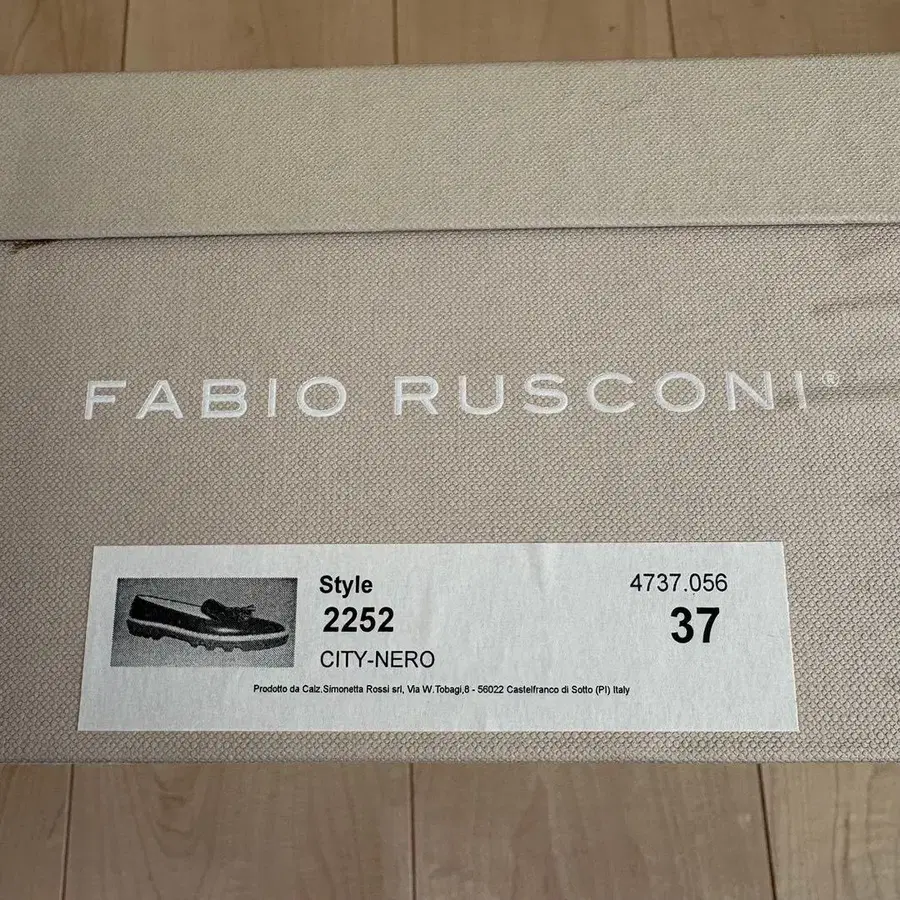 FABIO RUSCONI®
Style
2252
CITY-NERO
4737.056
37
Prodotto da Calz.Simonetta Rossi srl, Via W.Tobagi,8 - 56022 Castelfranco di Sotto (PI) Italy